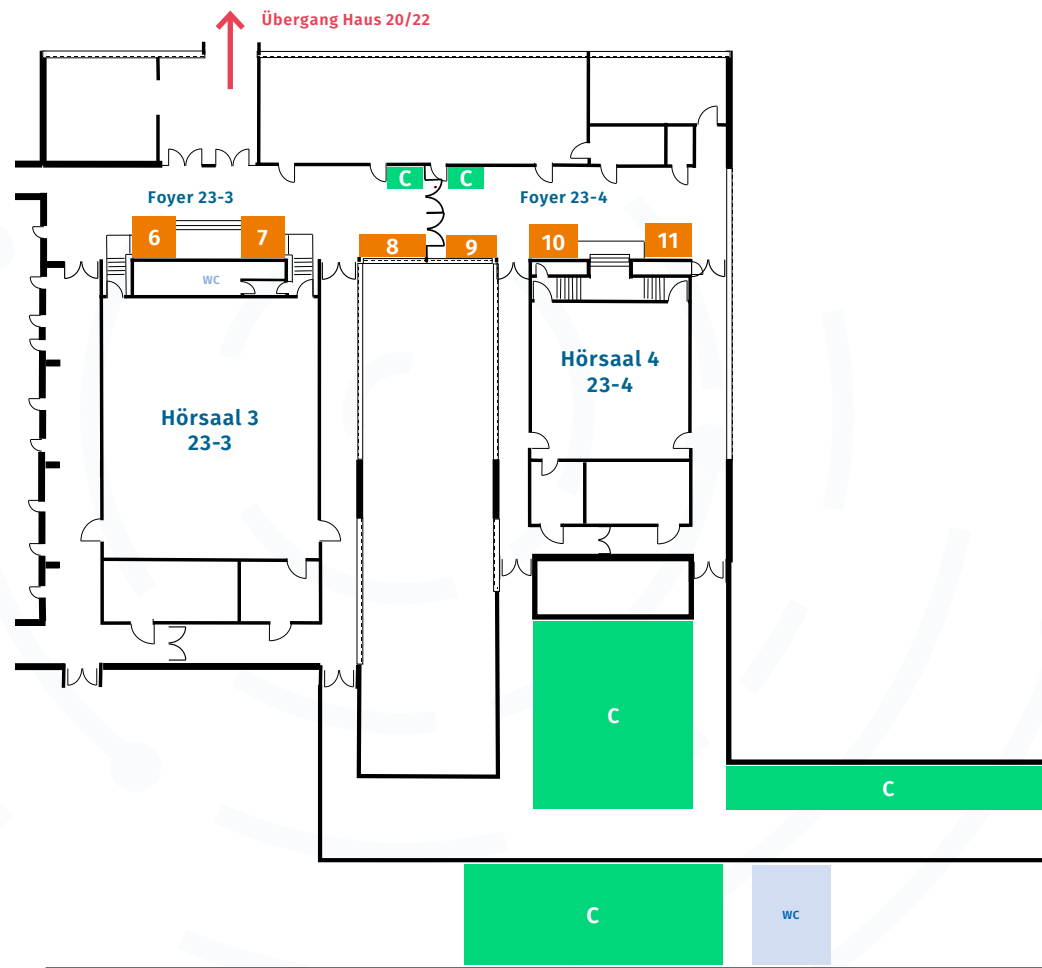 Übergang Haus 20/22
C
C
Foyer 23-3
Foyer 23-4
6
7
8
9
10
11
WC
Hörsaal 4
23-4
Hörsaal 3
23-3
C
C
C
WC